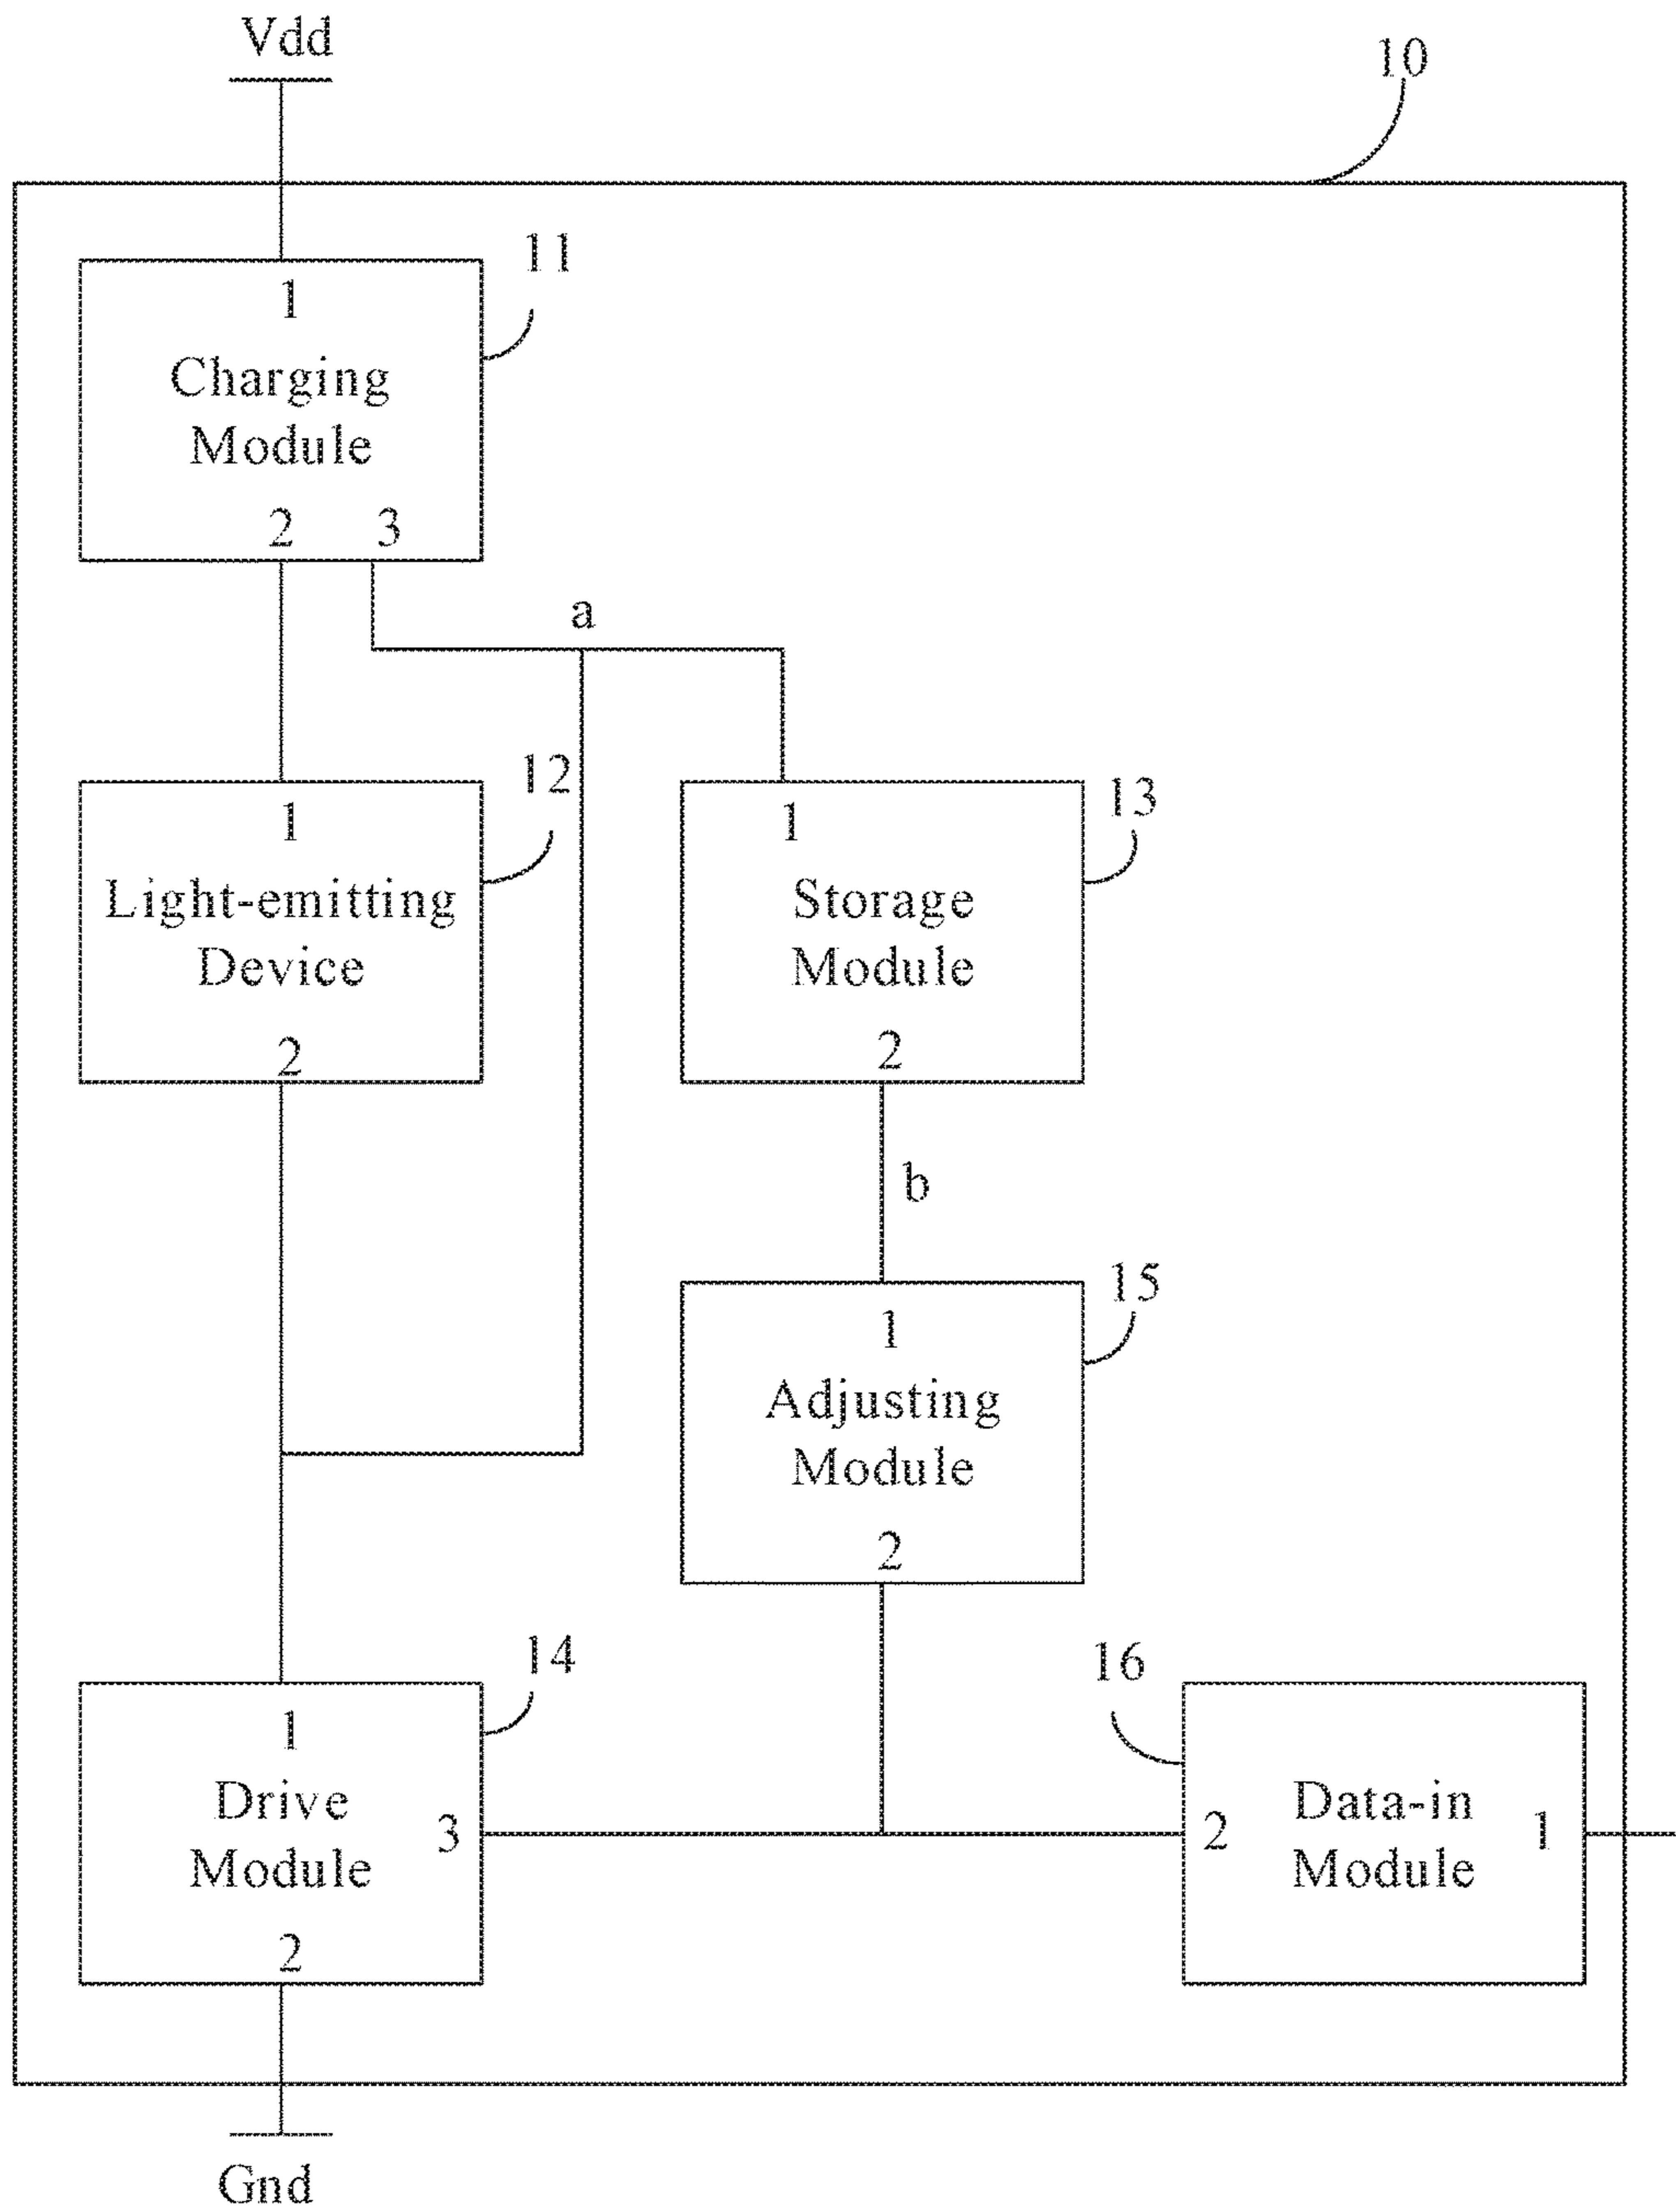 Vdd
10
11
1
Charging
Module
2 3
a
12
13
1
Light-emitting
Device
2
1
Storage
Module
2
b
15
1
Adjusting
Module
2
14
16
1
Drive
Module
3
2
2
Data-in
Module
1
Gnd